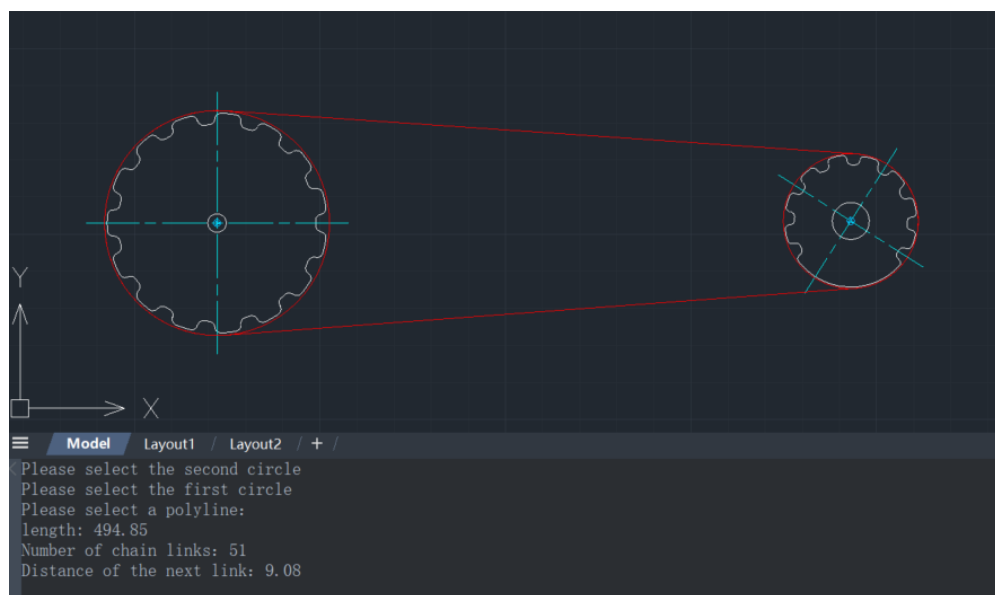 Y
X
Model Layout1 / Layout2 / + /
Please select the second circle
Please select the first circle
Please select a polyline:
length: 494.85
Number of chain links: 51
Distance of the next link: 9.08